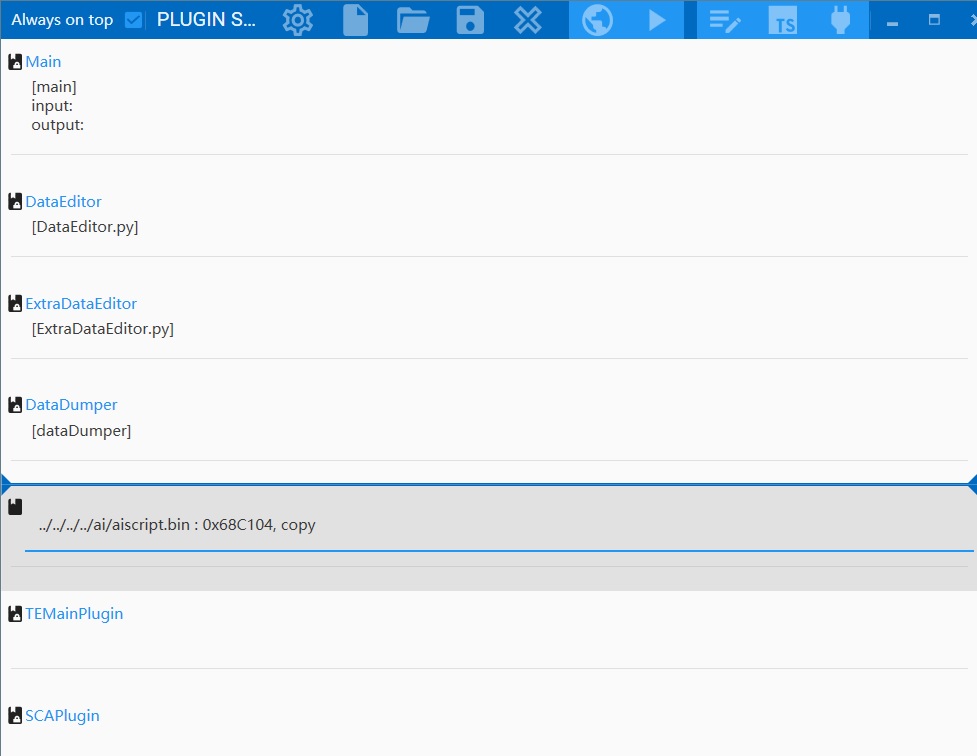 Always on top
PLUGIN S...
TS
Main
[main]
input:
output:
DataEditor
[DataEditor.py]
ExtraDataEditor
[ExtraDataEditor.py]
DataDumper
[dataDumper]
../../../../ai/aiscript.bin : 0x68C104, copy
TEMainPlugin
SCAPlugin